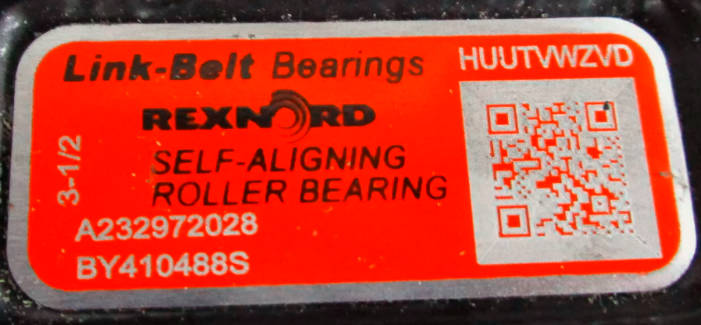 Link-Belt Bearings
HUUTVWZVD
REXNORD
3-1/2
SELF-ALIGNING
ROLLER BEARING
A232972028
BY410488S